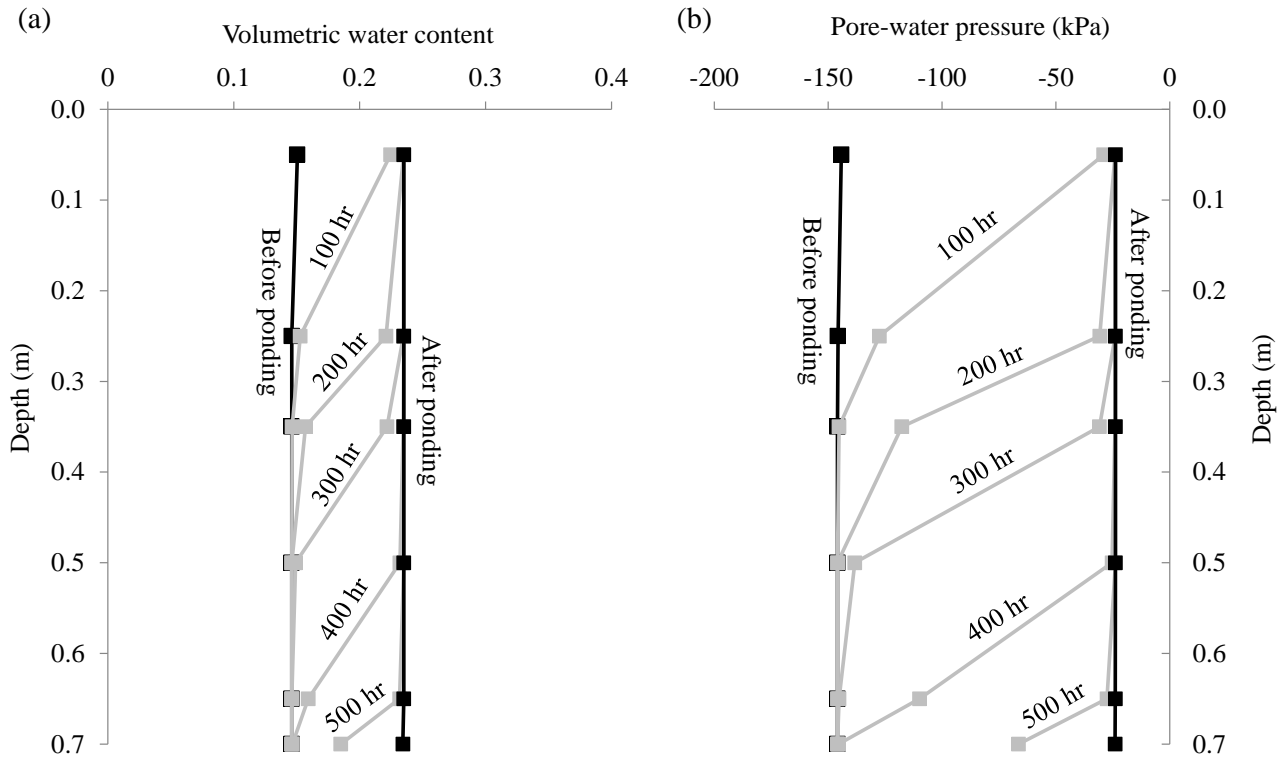 (a)
Volumetric water content
0 0.1 0.2 0.3 0.4
0.0
0.1
0.2
0.3
0.4
0.5
0.6
0.7
Depth (m)
Before ponding
After ponding
100 hr
200 hr
300 hr
400 hr
500 hr
(b)
Pore-water pressure (kPa)
-200 -150 -100 -50 0
0.0
0.1
0.2
0.3
0.4
0.5
0.6
0.7
Depth (m)
Before ponding
After ponding
100 hr
200 hr
300 hr
400 hr
500 hr